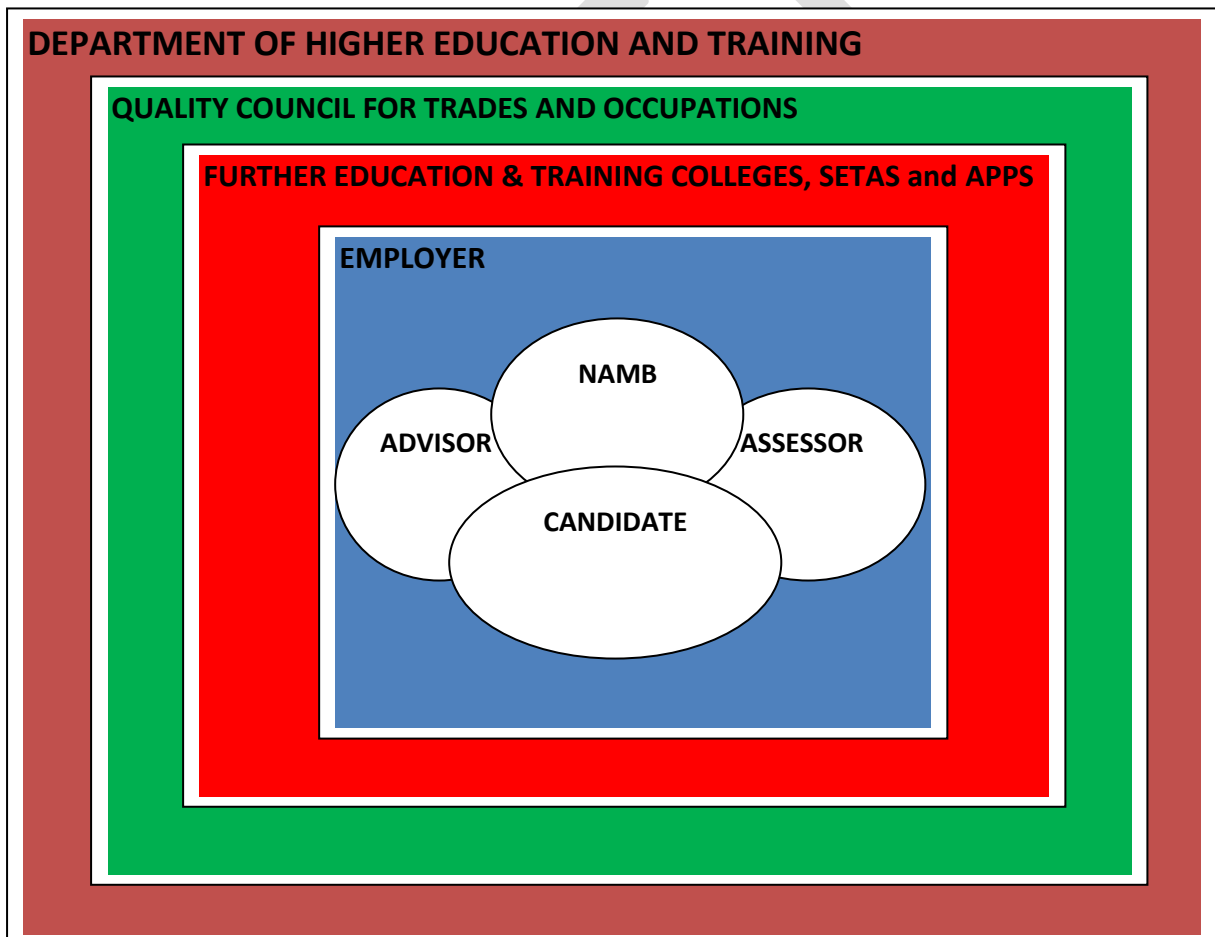 DEPARTMENT OF HIGHER EDUCATION AND TRAINING
QUALITY COUNCIL FOR TRADES AND OCCUPATIONS
FURTHER EDUCATION & TRAINING COLLEGES, SETAS and APPS
EMPLOYER
NAMB
ADVISOR
ASSESSOR
CANDIDATE